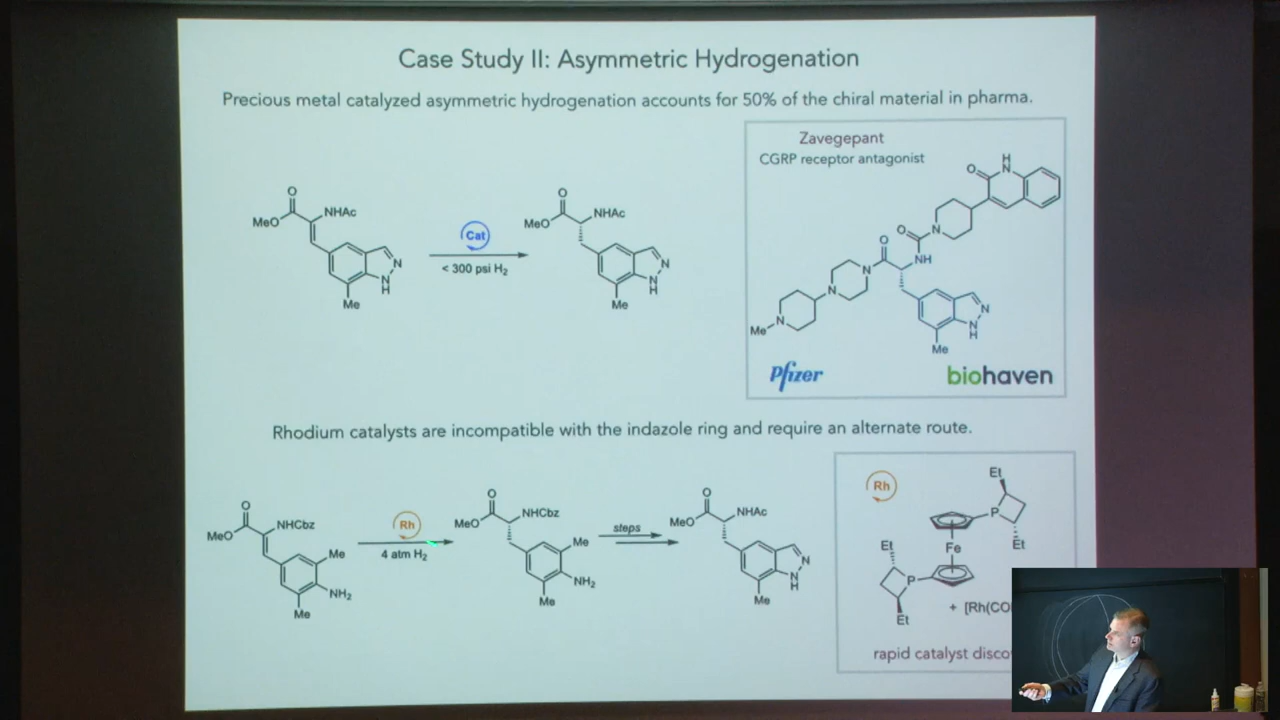 Case Study II: Asymmetric Hydrogenation
Precious metal catalyzed asymmetric hydrogenation accounts for 50% of the chiral material in pharma.
Zavegepant
CGRP receptor antagonist
O
MeO
NHAc
N
N
H
Me
Cat
< 300 psi H2
O
MeO
NHAc
N
N
H
Me
H
N
O
N
O
NH
O
N
N
N
Me
N
N
H
Me
Pfizer
biohaven
Rhodium catalysts are incompatible with the indazole ring and require an alternate route.
O
MeO
NHCbz
Me
NH2
Me
Rh
4 atm H2
O
MeO
NHCbz
Me
NH2
Me
steps
O
MeO
NHAc
N
N
H
Me
Rh
Et
P
Et
Fe
Et
P
Et
+ [Rh(CO
rapid catalyst disco